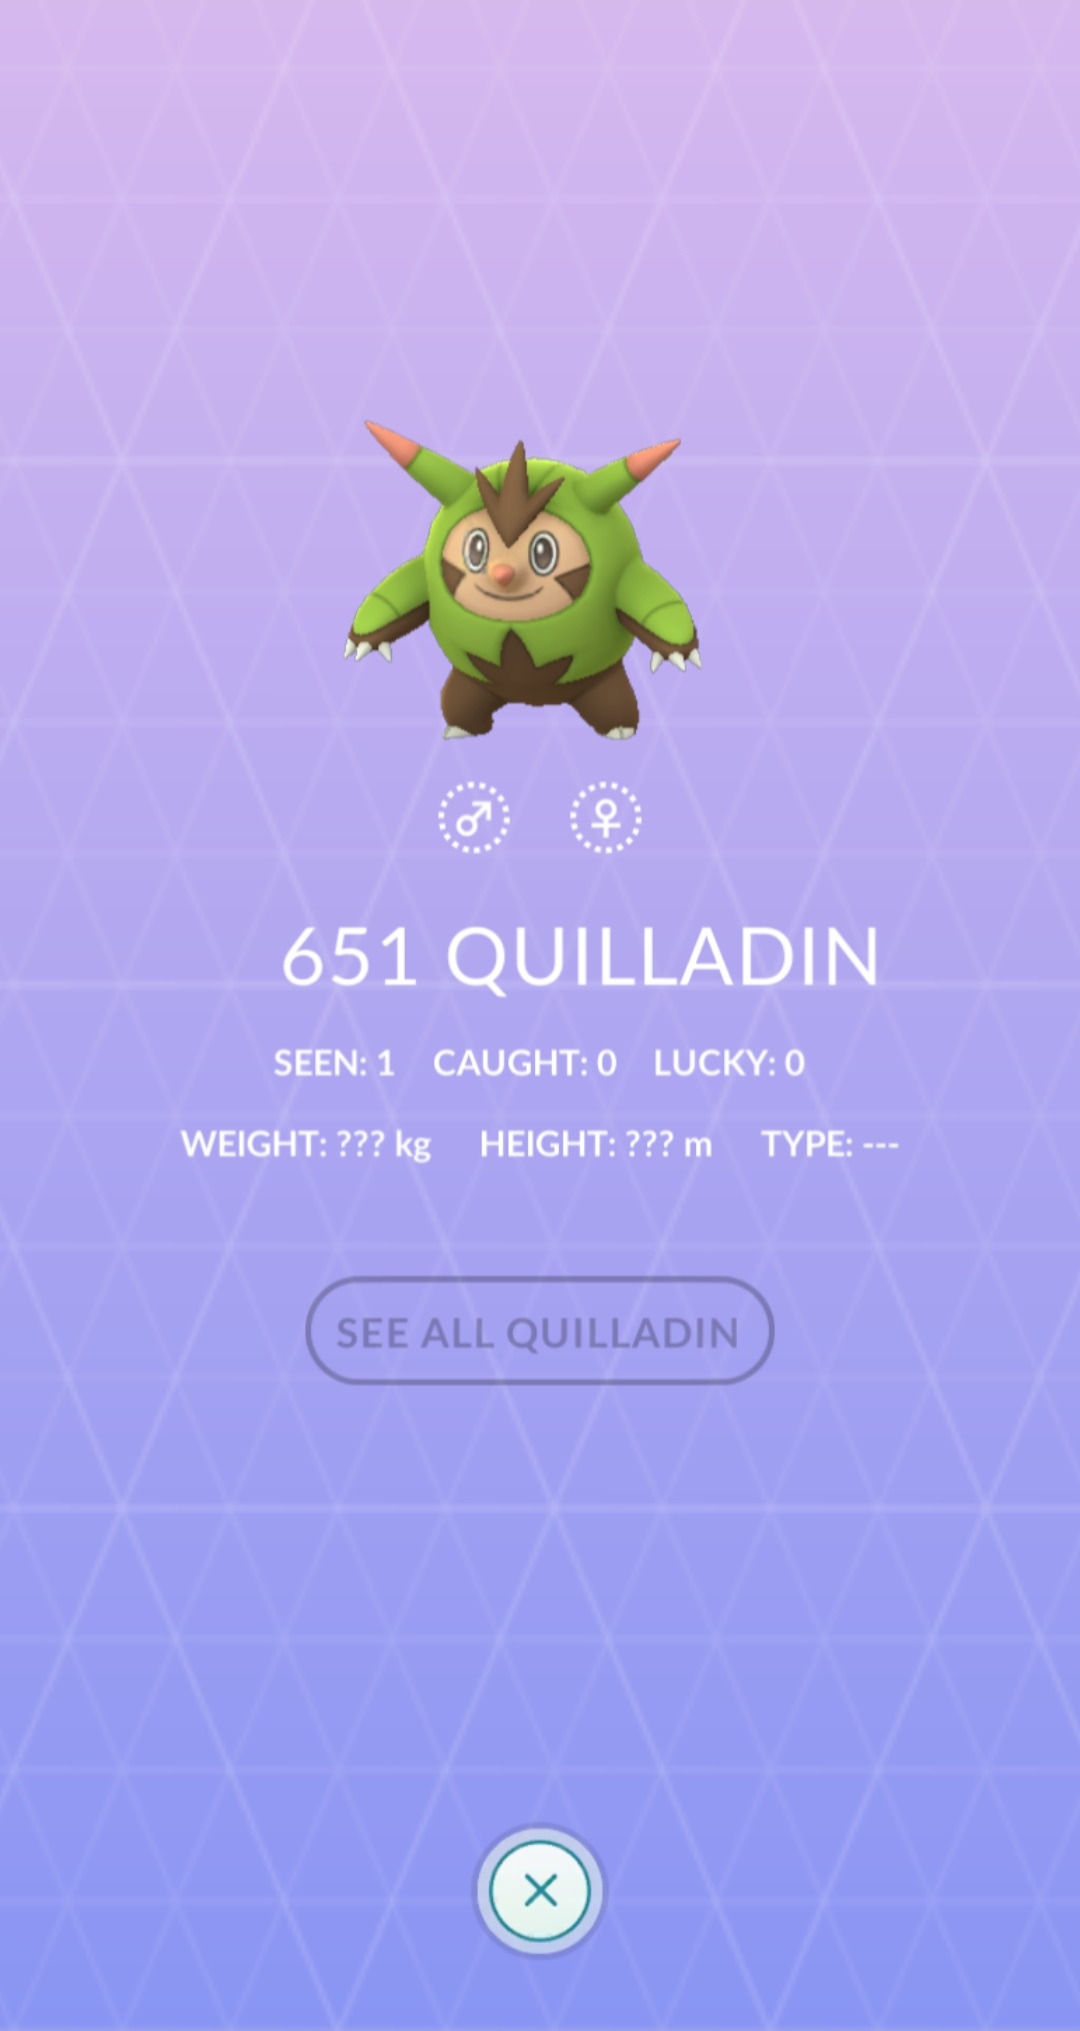 651 QUILLADIN
SEEN: 1 CAUGHT: 0 LUCKY: 0
WEIGHT: ??? kg HEIGHT: ??? m TYPE: ---
SEE ALL QUILLADIN